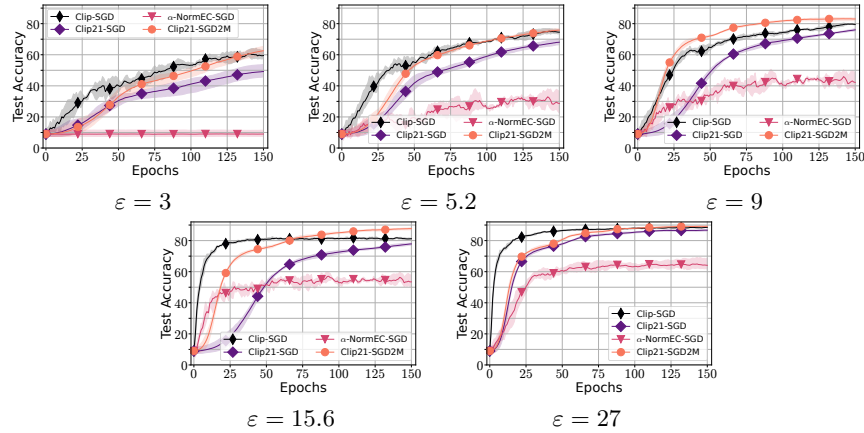 Clip-SGD
Clip21-SGD
α-NormEC-SGD
Clip21-SGD2M
Test Accuracy
80
60
40
20
0
0 25 50 75 100 125 150
Epochs
ε = 3
Clip-SGD
Clip21-SGD
α-NormEC-SGD
Clip21-SGD2M
Test Accuracy
80
60
40
20
0
0 25 50 75 100 125 150
Epochs
ε = 5.2
Clip-SGD
Clip21-SGD
α-NormEC-SGD
Clip21-SGD2M
Test Accuracy
80
60
40
20
0
0 25 50 75 100 125 150
Epochs
ε = 9
Clip-SGD
Clip21-SGD
α-NormEC-SGD
Clip21-SGD2M
Test Accuracy
80
60
40
20
0
0 25 50 75 100 125 150
Epochs
ε = 15.6
Clip-SGD
Clip21-SGD
α-NormEC-SGD
Clip21-SGD2M
Test Accuracy
80
60
40
20
0
0 25 50 75 100 125 150
Epochs
ε = 27